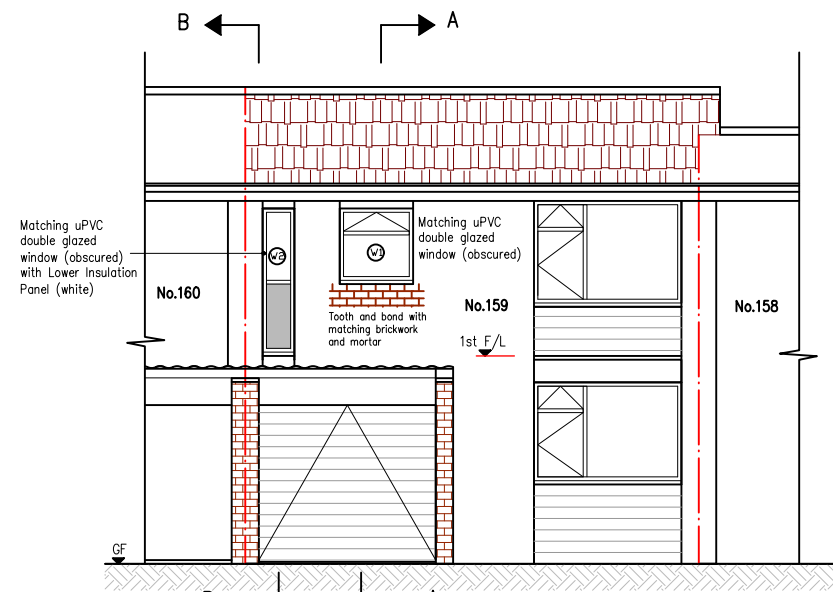 B
A
Matching uPVC
double glazed
window (obscured)
with Lower Insulation
Panel (white)
W2
W1
Matching uPVC
double glazed
window (obscured)
No.160
No.159
No.158
Tooth and bond with
matching brickwork
and mortar
1st F/L
GF